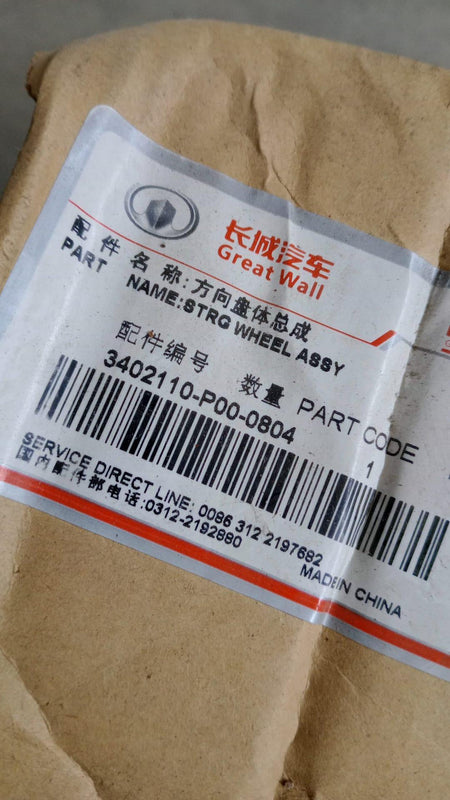 长城汽车
Great Wall
配 件 名 称:方向盘体总成
PART NAME:STRG WHEEL ASSY
配件编号 数量 PART CODE
3402110-P00-0804 1
SERVICE DIRECT LINE: 0086 312 2197682
国内配件部电话:0312-2192880
MADEIN CHINA